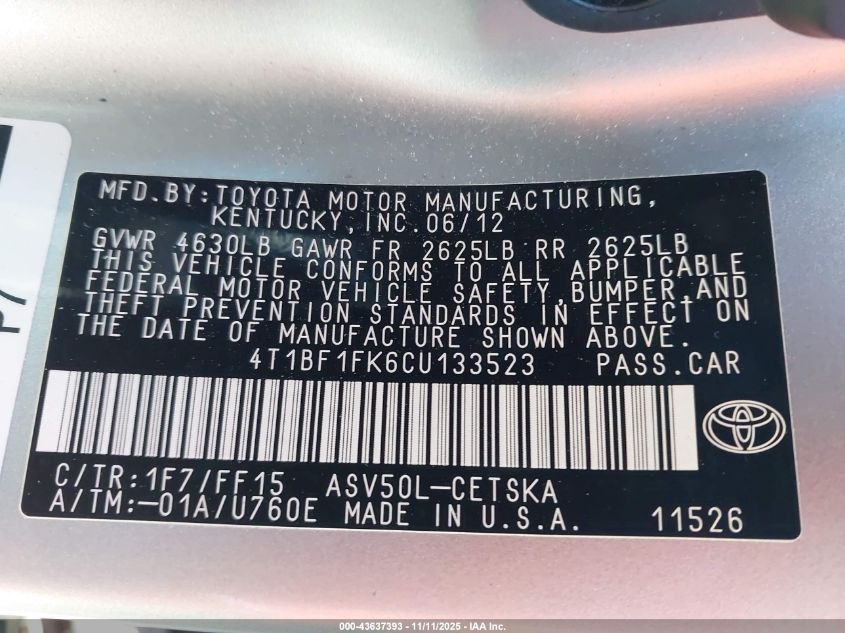 MFD.BY:TOYOTA MOTOR MANUFACTURING,
KENTUCKY,INC.06/12
GVWR 4630LB GAWR FR 2625LB RR 2625LB
THIS VEHICLE CONFORMS TO ALL APPLICABLE
FEDERAL MOTOR VEHICLE SAFETY,BUMPER,AND
THEFT PREVENTION STANDARDS IN EFFECT ON
THE DATE OF MANUFACTURE SHOWN ABOVE.
4T1BF1FK6CU133523 PASS.CAR
C/TR:1F7/FF15 ASV50L-CETSKA
A/TM:-01A/U760E MADE IN U.S.A. 11526
000-43637393 - 11/11/2025 - IAA Inc.